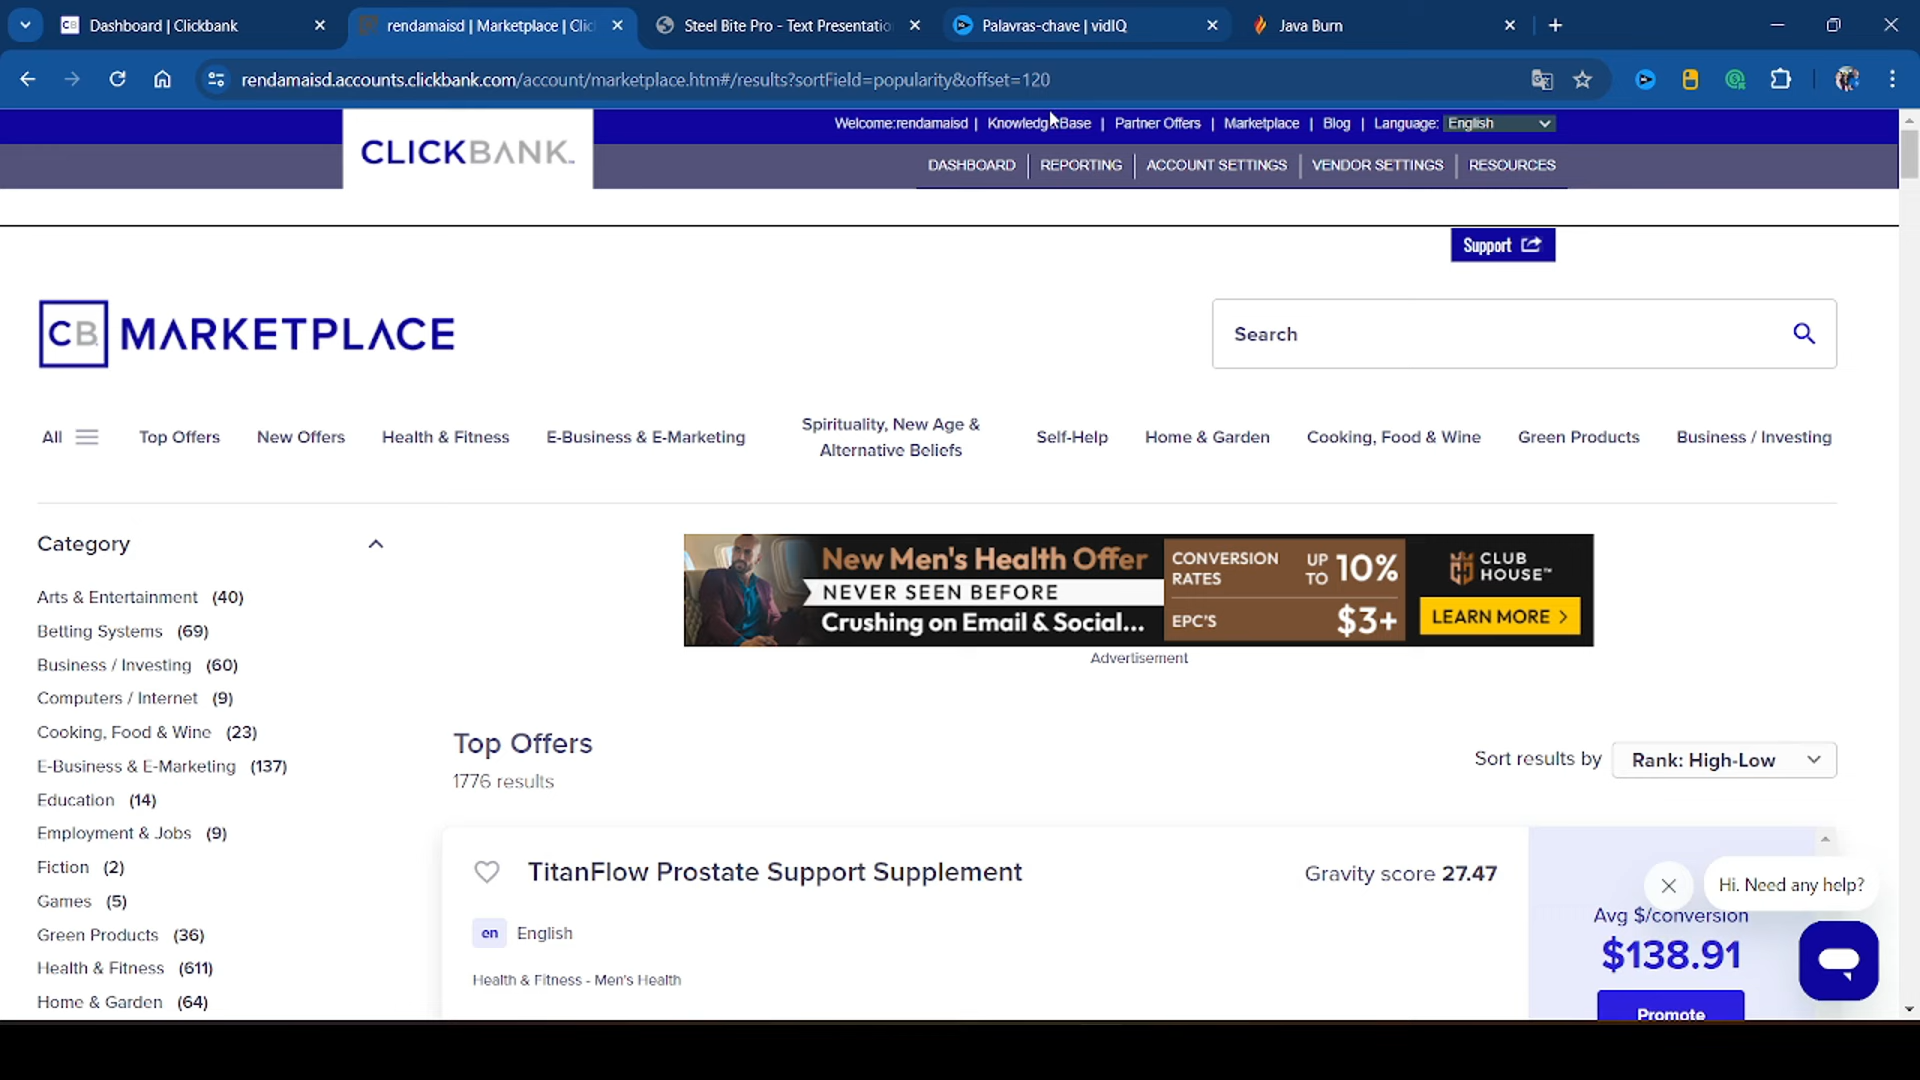 Dashboard | Clickbank
rendamaisd | Marketplace | Clic
Steel Bite Pro - Text Presentatio
Palavras-chave | vidIQ
Java Burn
rendamaisd.accounts.clickbank.com/account/marketplace.htm#/results?sortField=popularity&offset=120
Welcome:rendamaisd | Knowledge Base | Partner Offers | Marketplace | Blog | Language: English
CLICKBANK
DASHBOARD | REPORTING | ACCOUNT SETTINGS | VENDOR SETTINGS | RESOURCES
Support
CB MARKETPLACE
Search
All
Top Offers
New Offers
Health & Fitness
E-Business & E-Marketing
Spirituality, New Age &
Alternative Beliefs
Self-Help
Home & Garden
Cooking, Food & Wine
Green Products
Business / Investing
Category
Arts & Entertainment (40)
Betting Systems (69)
Business / Investing (60)
Computers / Internet (9)
Cooking, Food & Wine (23)
E-Business & E-Marketing (137)
Education (14)
Employment & Jobs (9)
Fiction (2)
Games (5)
Green Products (36)
Health & Fitness (611)
Home & Garden (64)
New Men's Health Offer
NEVER SEEN BEFORE
Crushing on Email & Social...
CONVERSION
RATES
UP
TO
10%
EPC'S
$3+
CLUB
HOUSE™
LEARN MORE >
Advertisement
Top Offers
1776 results
Sort results by Rank: High-Low
TitanFlow Prostate Support Supplement
Gravity score 27.47
en English
Health & Fitness - Men's Health
Hi. Need any help?
Avg $/conversion
$138.91
Promote